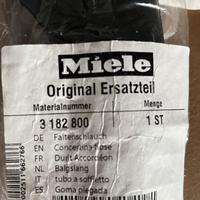 Miele
Original Ersatzteil
Materialnummer Menge
3 182 800 1 ST
DE Faltenschlauch
EN Concertina hose
FR Durit Accordéon
NL Balgslang
IT tubo a soffietto
ES Goma plegada